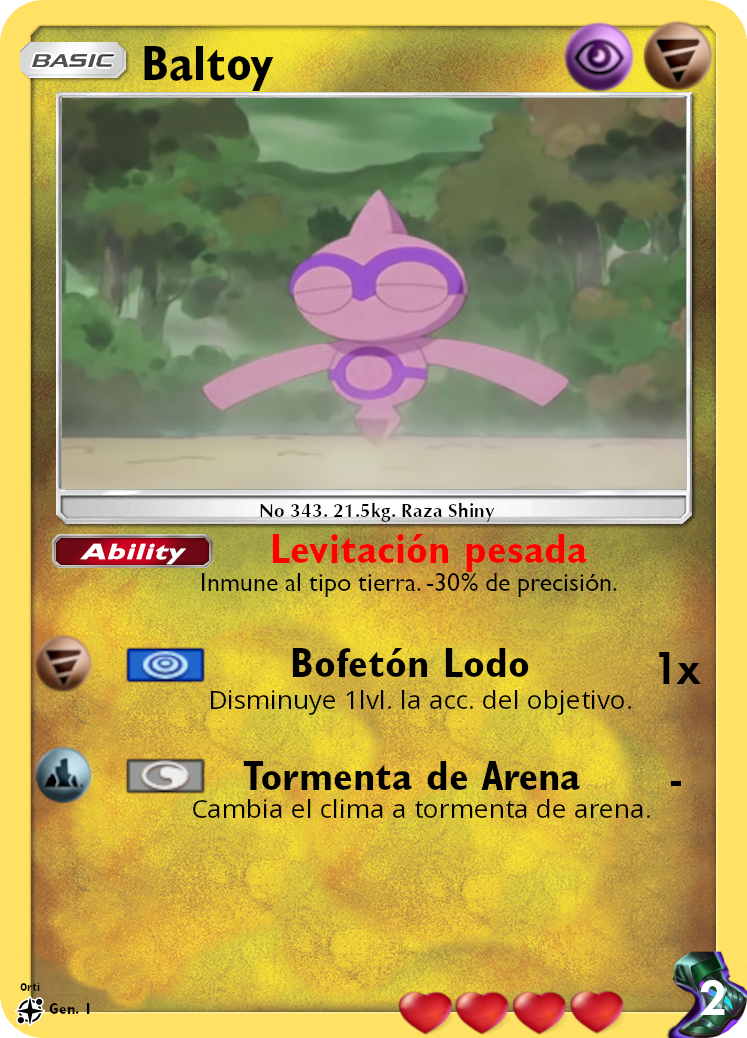 BASIC Baltoy
No 343. 21.5kg. Raza Shiny
Ability Levitación pesada
Inmune al tipo tierra. -30% de precisión.
Bofetón Lodo 1x
Disminuye 1lvl. la acc. del objetivo.
Tormenta de Arena -
Cambia el clima a tormenta de arena.
Orti
Gen. 1
2